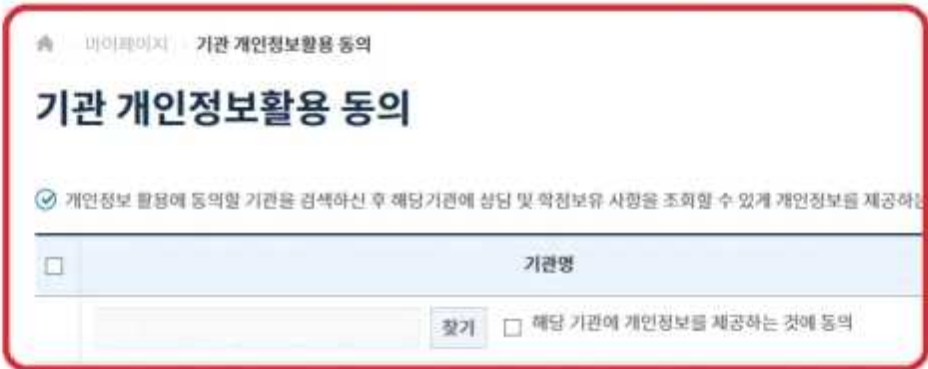 마이페이지 기관 개인정보활용 동의
기관 개인정보활용 동의
개인정보 활용에 동의할 기관을 검색하신 후 해당기관에 상담 및 학점보유 사항을 조회할 수 있게 개인정보를 제공하는
기관명
찾기 해당 기관에 개인정보를 제공하는 것에 동의